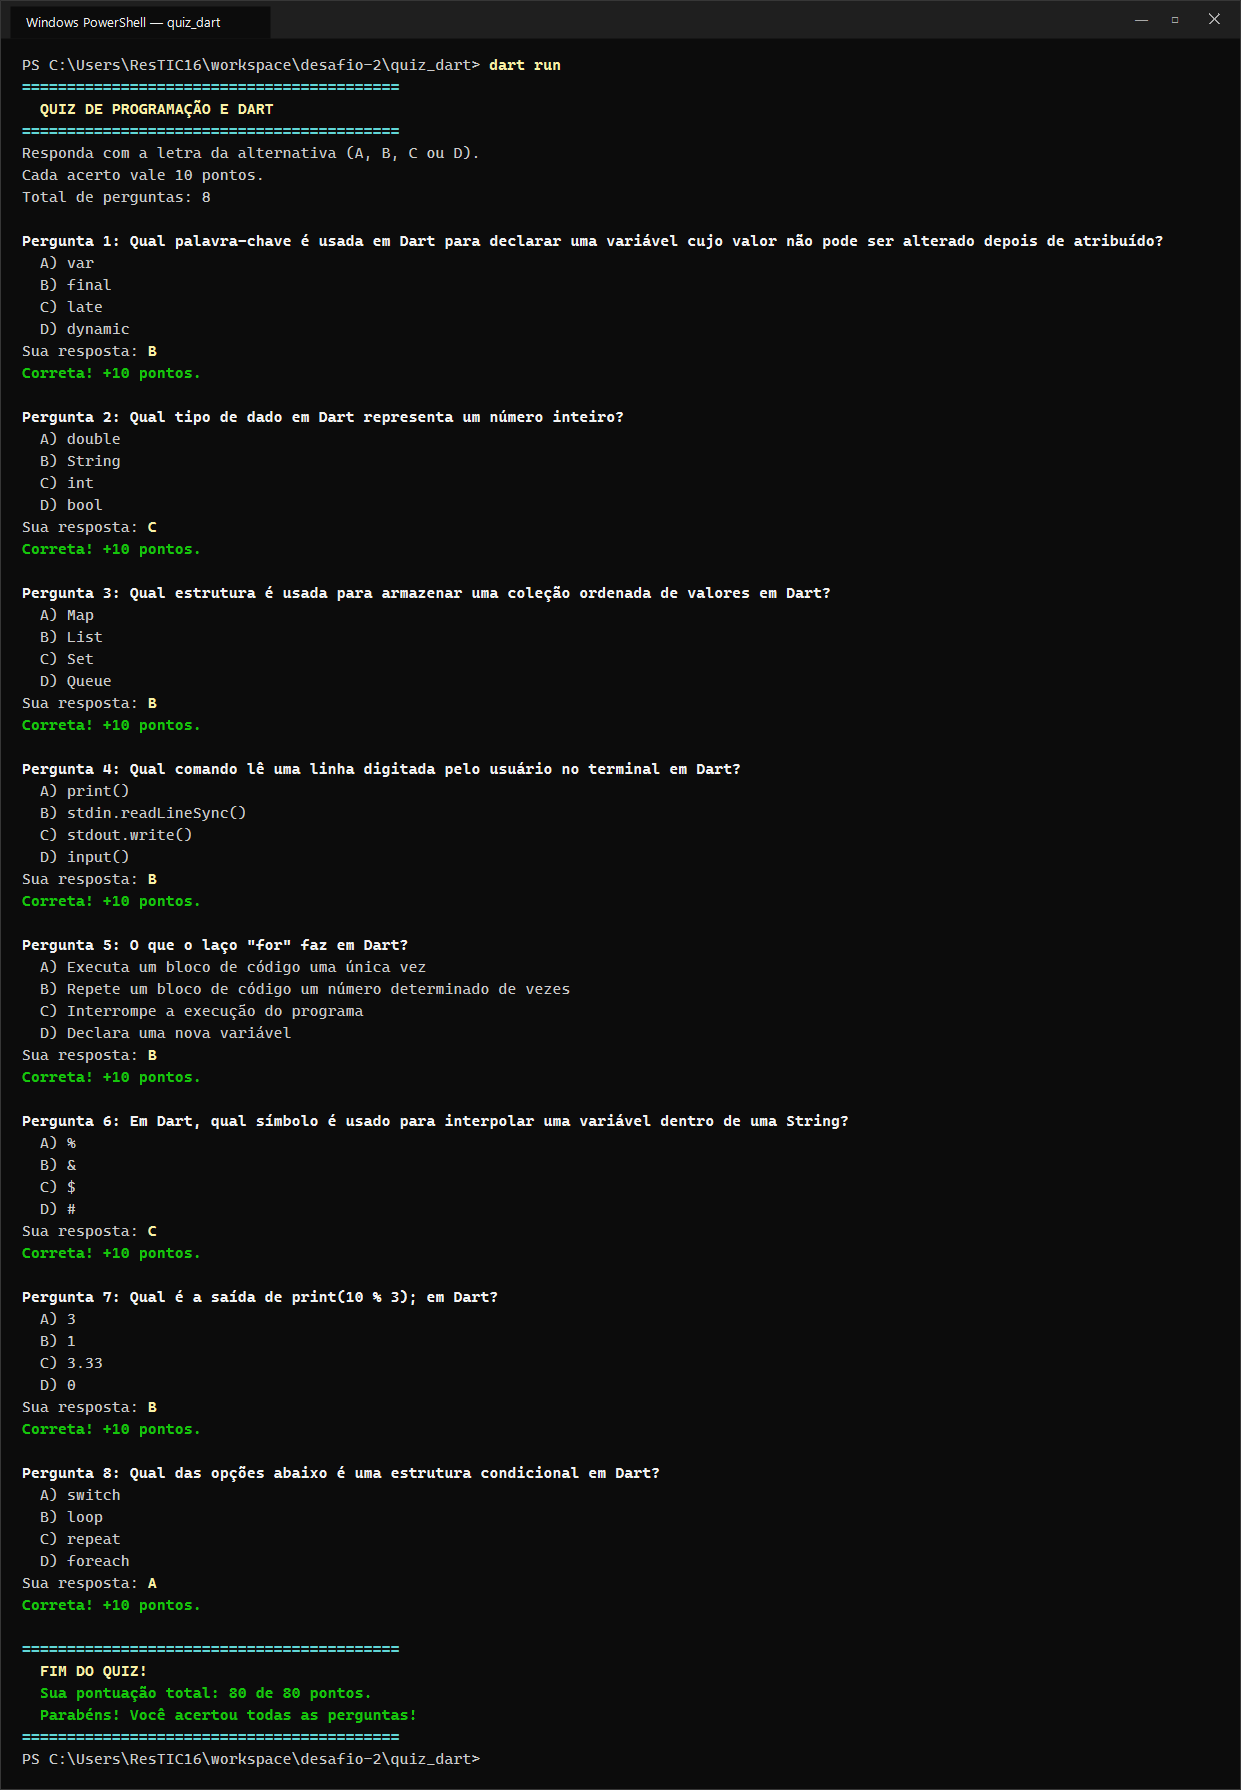 Windows PowerShell — quiz_dart
PS C:\Users\ResTIC16\workspace\desafio-2\quiz_dart> dart run
==========================================
QUIZ DE PROGRAMAÇÃO E DART
==========================================
Responda com a letra da alternativa (A, B, C ou D).
Cada acerto vale 10 pontos.
Total de perguntas: 8
Pergunta 1: Qual palavra-chave é usada em Dart para declarar uma variável cujo valor não pode ser alterado depois de atribuído?
A) var
B) final
C) late
D) dynamic
Sua resposta: B
Correta! +10 pontos.
Pergunta 2: Qual tipo de dado em Dart representa um número inteiro?
A) double
B) String
C) int
D) bool
Sua resposta: C
Correta! +10 pontos.
Pergunta 3: Qual estrutura é usada para armazenar uma coleção ordenada de valores em Dart?
A) Map
B) List
C) Set
D) Queue
Sua resposta: B
Correta! +10 pontos.
Pergunta 4: Qual comando lê uma linha digitada pelo usuário no terminal em Dart?
A) print()
B) stdin.readLineSync()
C) stdout.write()
D) input()
Sua resposta: B
Correta! +10 pontos.
Pergunta 5: O que o laço "for" faz em Dart?
A) Executa um bloco de código uma única vez
B) Repete um bloco de código um número determinado de vezes
C) Interrompe a execução do programa
D) Declara uma nova variável
Sua resposta: B
Correta! +10 pontos.
Pergunta 6: Em Dart, qual símbolo é usado para interpolar uma variável dentro de uma String?
A) %
B) &
C) $
D) #
Sua resposta: C
Correta! +10 pontos.
Pergunta 7: Qual é a saída de print(10 % 3); em Dart?
A) 3
B) 1
C) 3.33
D) 0
Sua resposta: B
Correta! +10 pontos.
Pergunta 8: Qual das opções abaixo é uma estrutura condicional em Dart?
A) switch
B) loop
C) repeat
D) foreach
Sua resposta: A
Correta! +10 pontos.
==========================================
FIM DO QUIZ!
Sua pontuação total: 80 de 80 pontos.
Parabéns! Você acertou todas as perguntas!
==========================================
PS C:\Users\ResTIC16\workspace\desafio-2\quiz_dart>